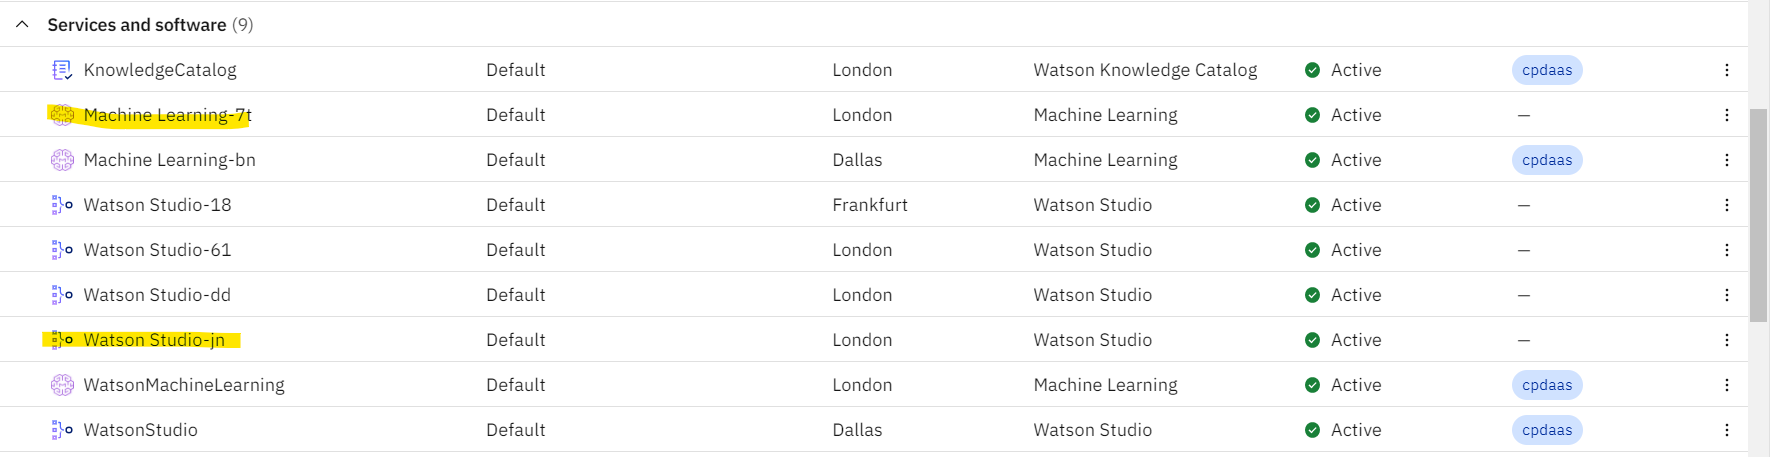 Services and software (9)
KnowledgeCatalog Default London Watson Knowledge Catalog Active cpdaas
Machine Learning-7t Default London Machine Learning Active —
Machine Learning-bn Default Dallas Machine Learning Active cpdaas
Watson Studio-18 Default Frankfurt Watson Studio Active —
Watson Studio-61 Default London Watson Studio Active —
Watson Studio-dd Default London Watson Studio Active —
Watson Studio-jn Default London Watson Studio Active —
WatsonMachineLearning Default London Machine Learning Active cpdaas
WatsonStudio Default Dallas Watson Studio Active cpdaas